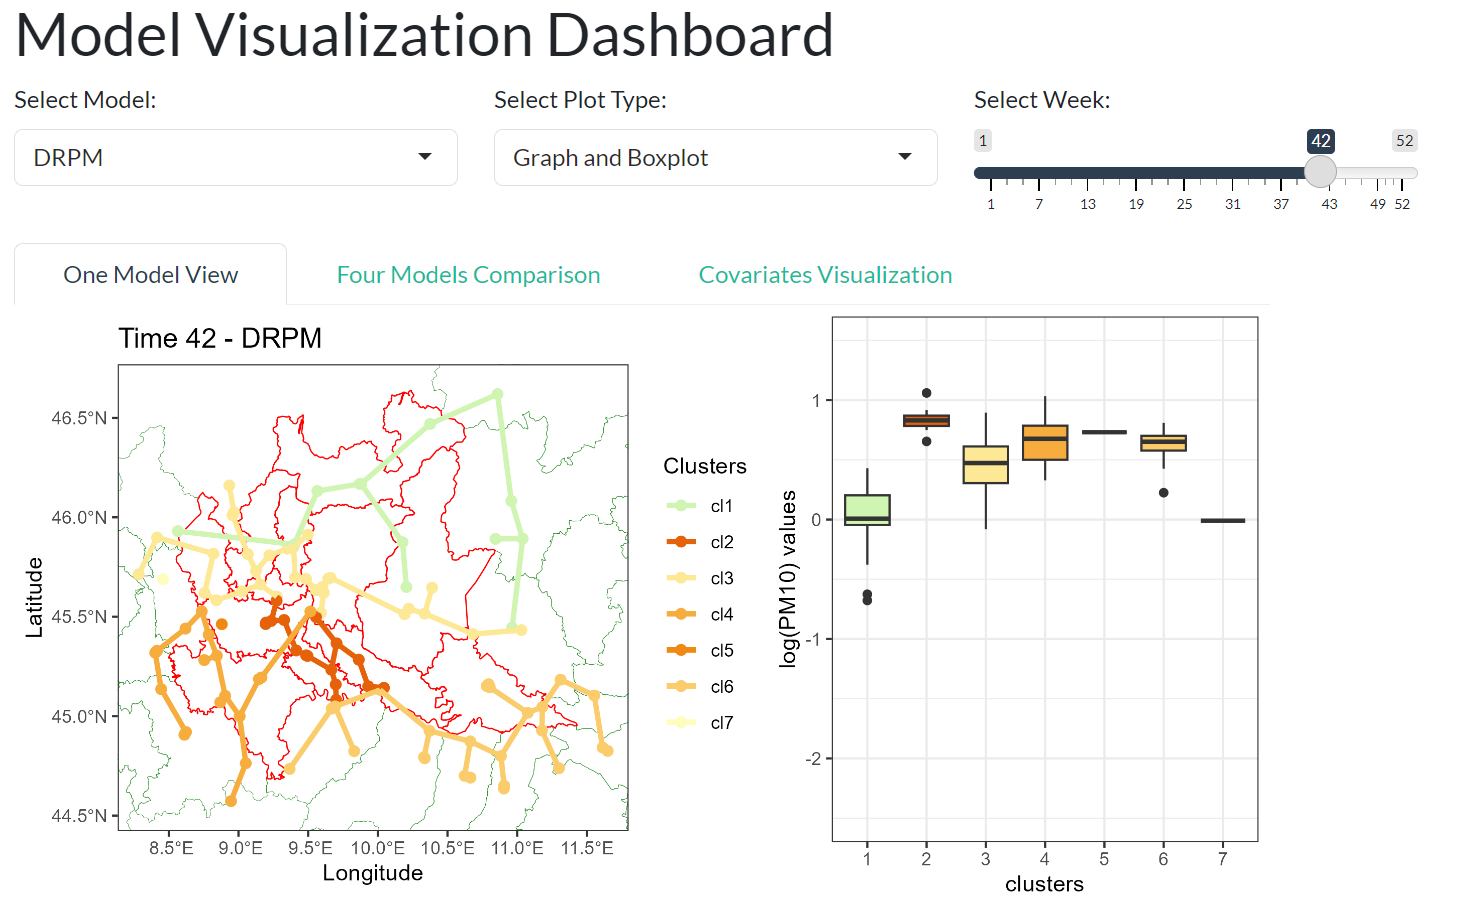 Model Visualization Dashboard
Select Model:
DRPM
Select Plot Type:
Graph and Boxplot
Select Week:
1 42 52
1 7 13 19 25 31 37 43 49 52
One Model View
Four Models Comparison
Covariates Visualization
Time 42 - DRPM
46.5°N
46.0°N
45.5°N
45.0°N
44.5°N
Latitude
8.5°E 9.0°E 9.5°E 10.0°E 10.5°E 11.0°E 11.5°E
Longitude
Clusters
cl1
cl2
cl3
cl4
cl5
cl6
cl7
log(PM10) values
1
0
-1
-2
1 2 3 4 5 6 7
clusters